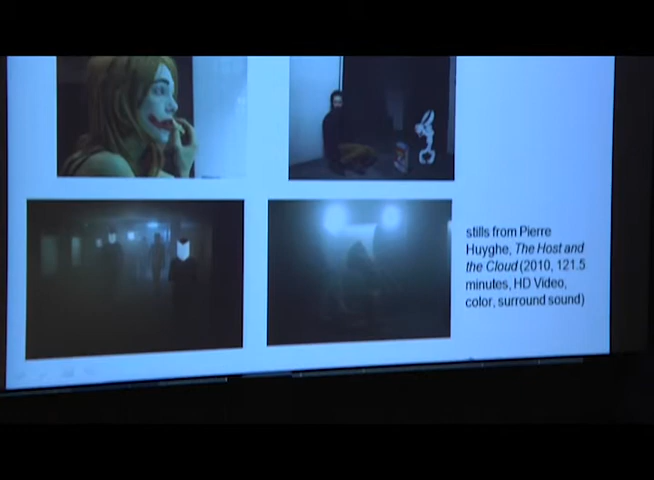 stills from Pierre
Huyghe, The Host and
the Cloud (2010, 121.5
minutes, HD Video,
color, surround sound)